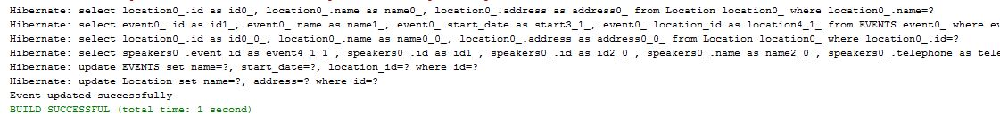 Hibernate: select location0_.id as id0_, location0_.name as name0_, location0_.address as address0_ from Location location0_ where location0_.name=?
Hibernate: select event0_.id as id1_, event0_.name as name1_, event0_.start_date as start3_1_, event0_.location_id as location4_1_ from EVENTS event0_ where ev
Hibernate: select location0_.id as id0_0_, location0_.name as name0_0_, location0_.address as address0_0_ from Location location0_ where location0_.id=?
Hibernate: select speakers0_.event_id as event4_1_1_, speakers0_.id as id1_, speakers0_.id as id2_0_, speakers0_.name as name2_0_, speakers0_.telephone as tele
Hibernate: update EVENTS set name=?, start_date=?, location_id=? where id=?
Hibernate: update Location set name=?, address=? where id=?
Event updated successfully
BUILD SUCCESSFUL (total time: 1 second)